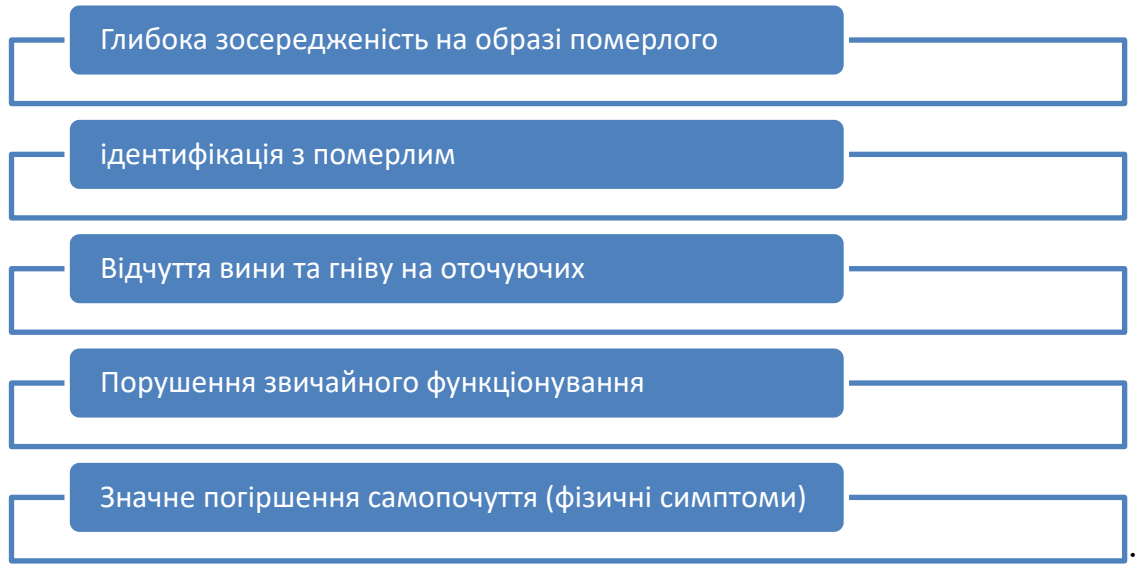 Глибока зосередженість на образі померлого
ідентифікація з померлим
Відчуття вини та гніву на оточуючих
Порушення звичайного функціонування
Значне погіршення самопочуття (фізичні симптоми)
.